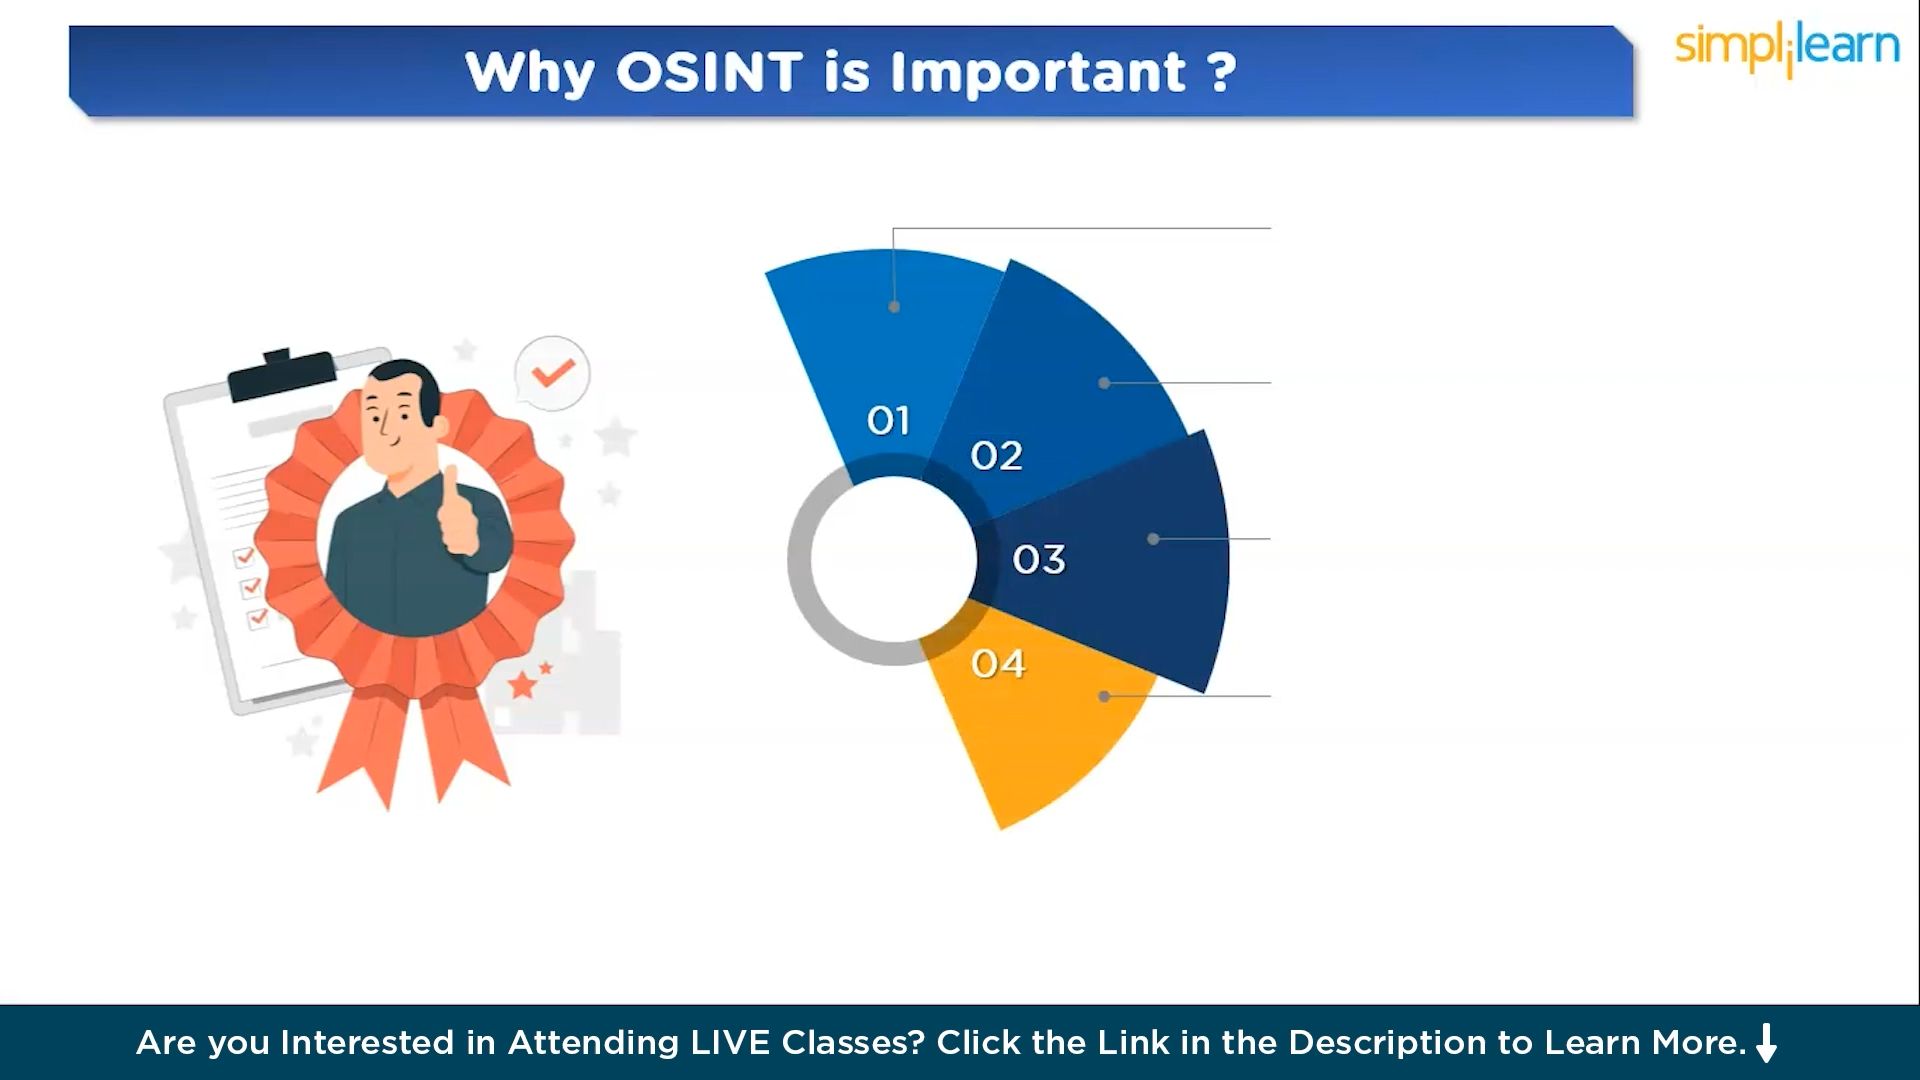 Why OSINT is Important ?
simplilearn
01
02
03
04
Are you Interested in Attending LIVE Classes? Click the Link in the Description to Learn More.